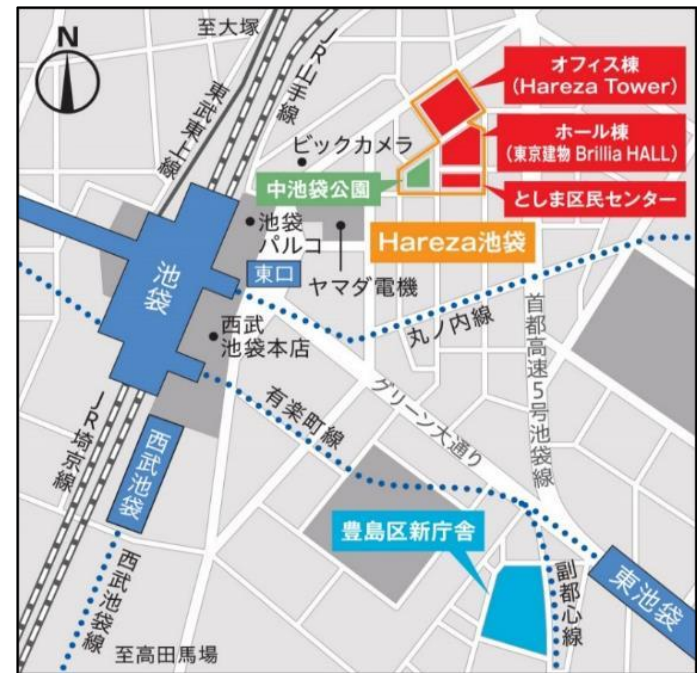 N
至大塚
東武東上線
JR山手線
オフィス棟
(Hareza Tower)
ビックカメラ
ホール棟
(東京建物 Brillia HALL)
中池袋公園
としま区民センター
池袋
パルコ
Hareza池袋
東口
ヤマダ電機
池袋
西武
池袋本店
丸ノ内線
首都高速5号池袋線
グリーン大通り
有楽町線
JR埼京線
西武池袋
豊島区新庁舎
西武池袋線
副都心線
東池袋
至高田馬場